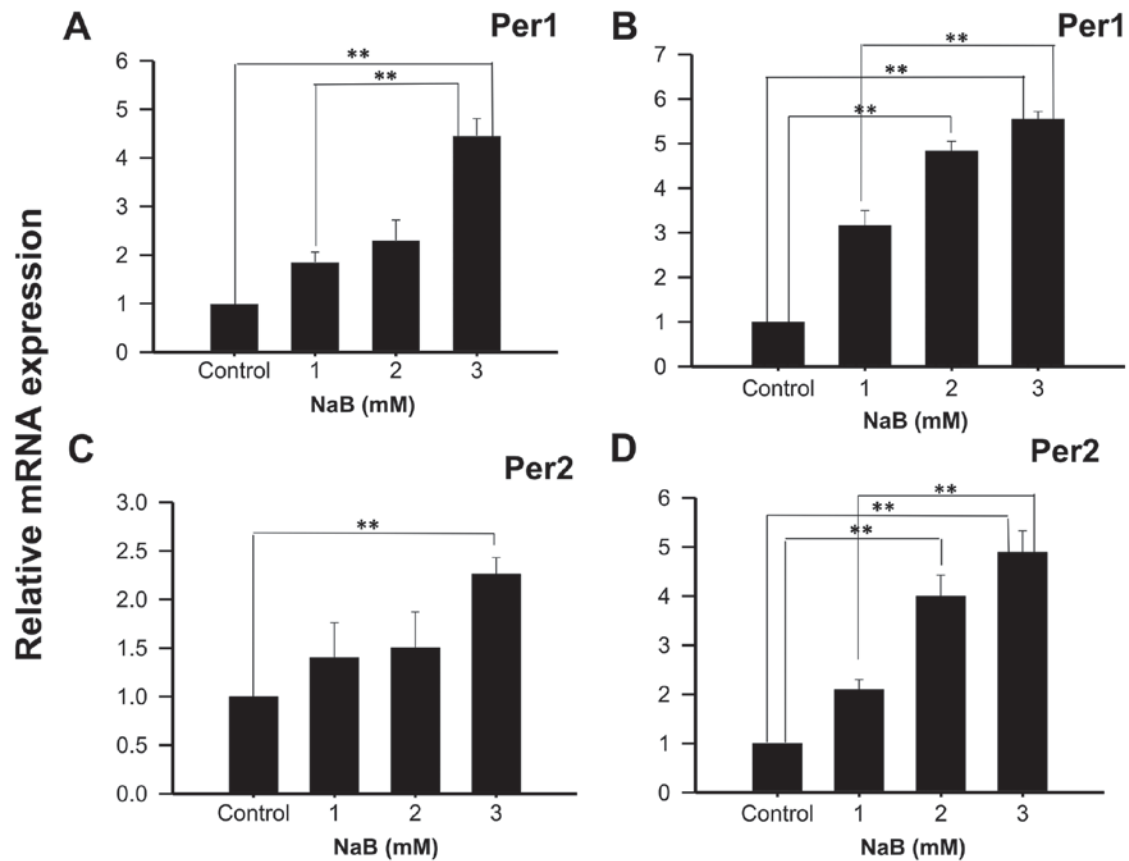 A
Per1
**
**
6
5
4
3
2
1
0
Control 1 2 3
NaB (mM)
B
Per1
**
**
**
7
6
5
4
3
2
1
0
Control 1 2 3
NaB (mM)
Relative mRNA expression
C
Per2
**
3.0
2.5
2.0
1.5
1.0
0.5
0.0
Control 1 2 3
NaB (mM)
D
Per2
**
**
**
6
5
4
3
2
1
0
Control 1 2 3
NaB (mM)